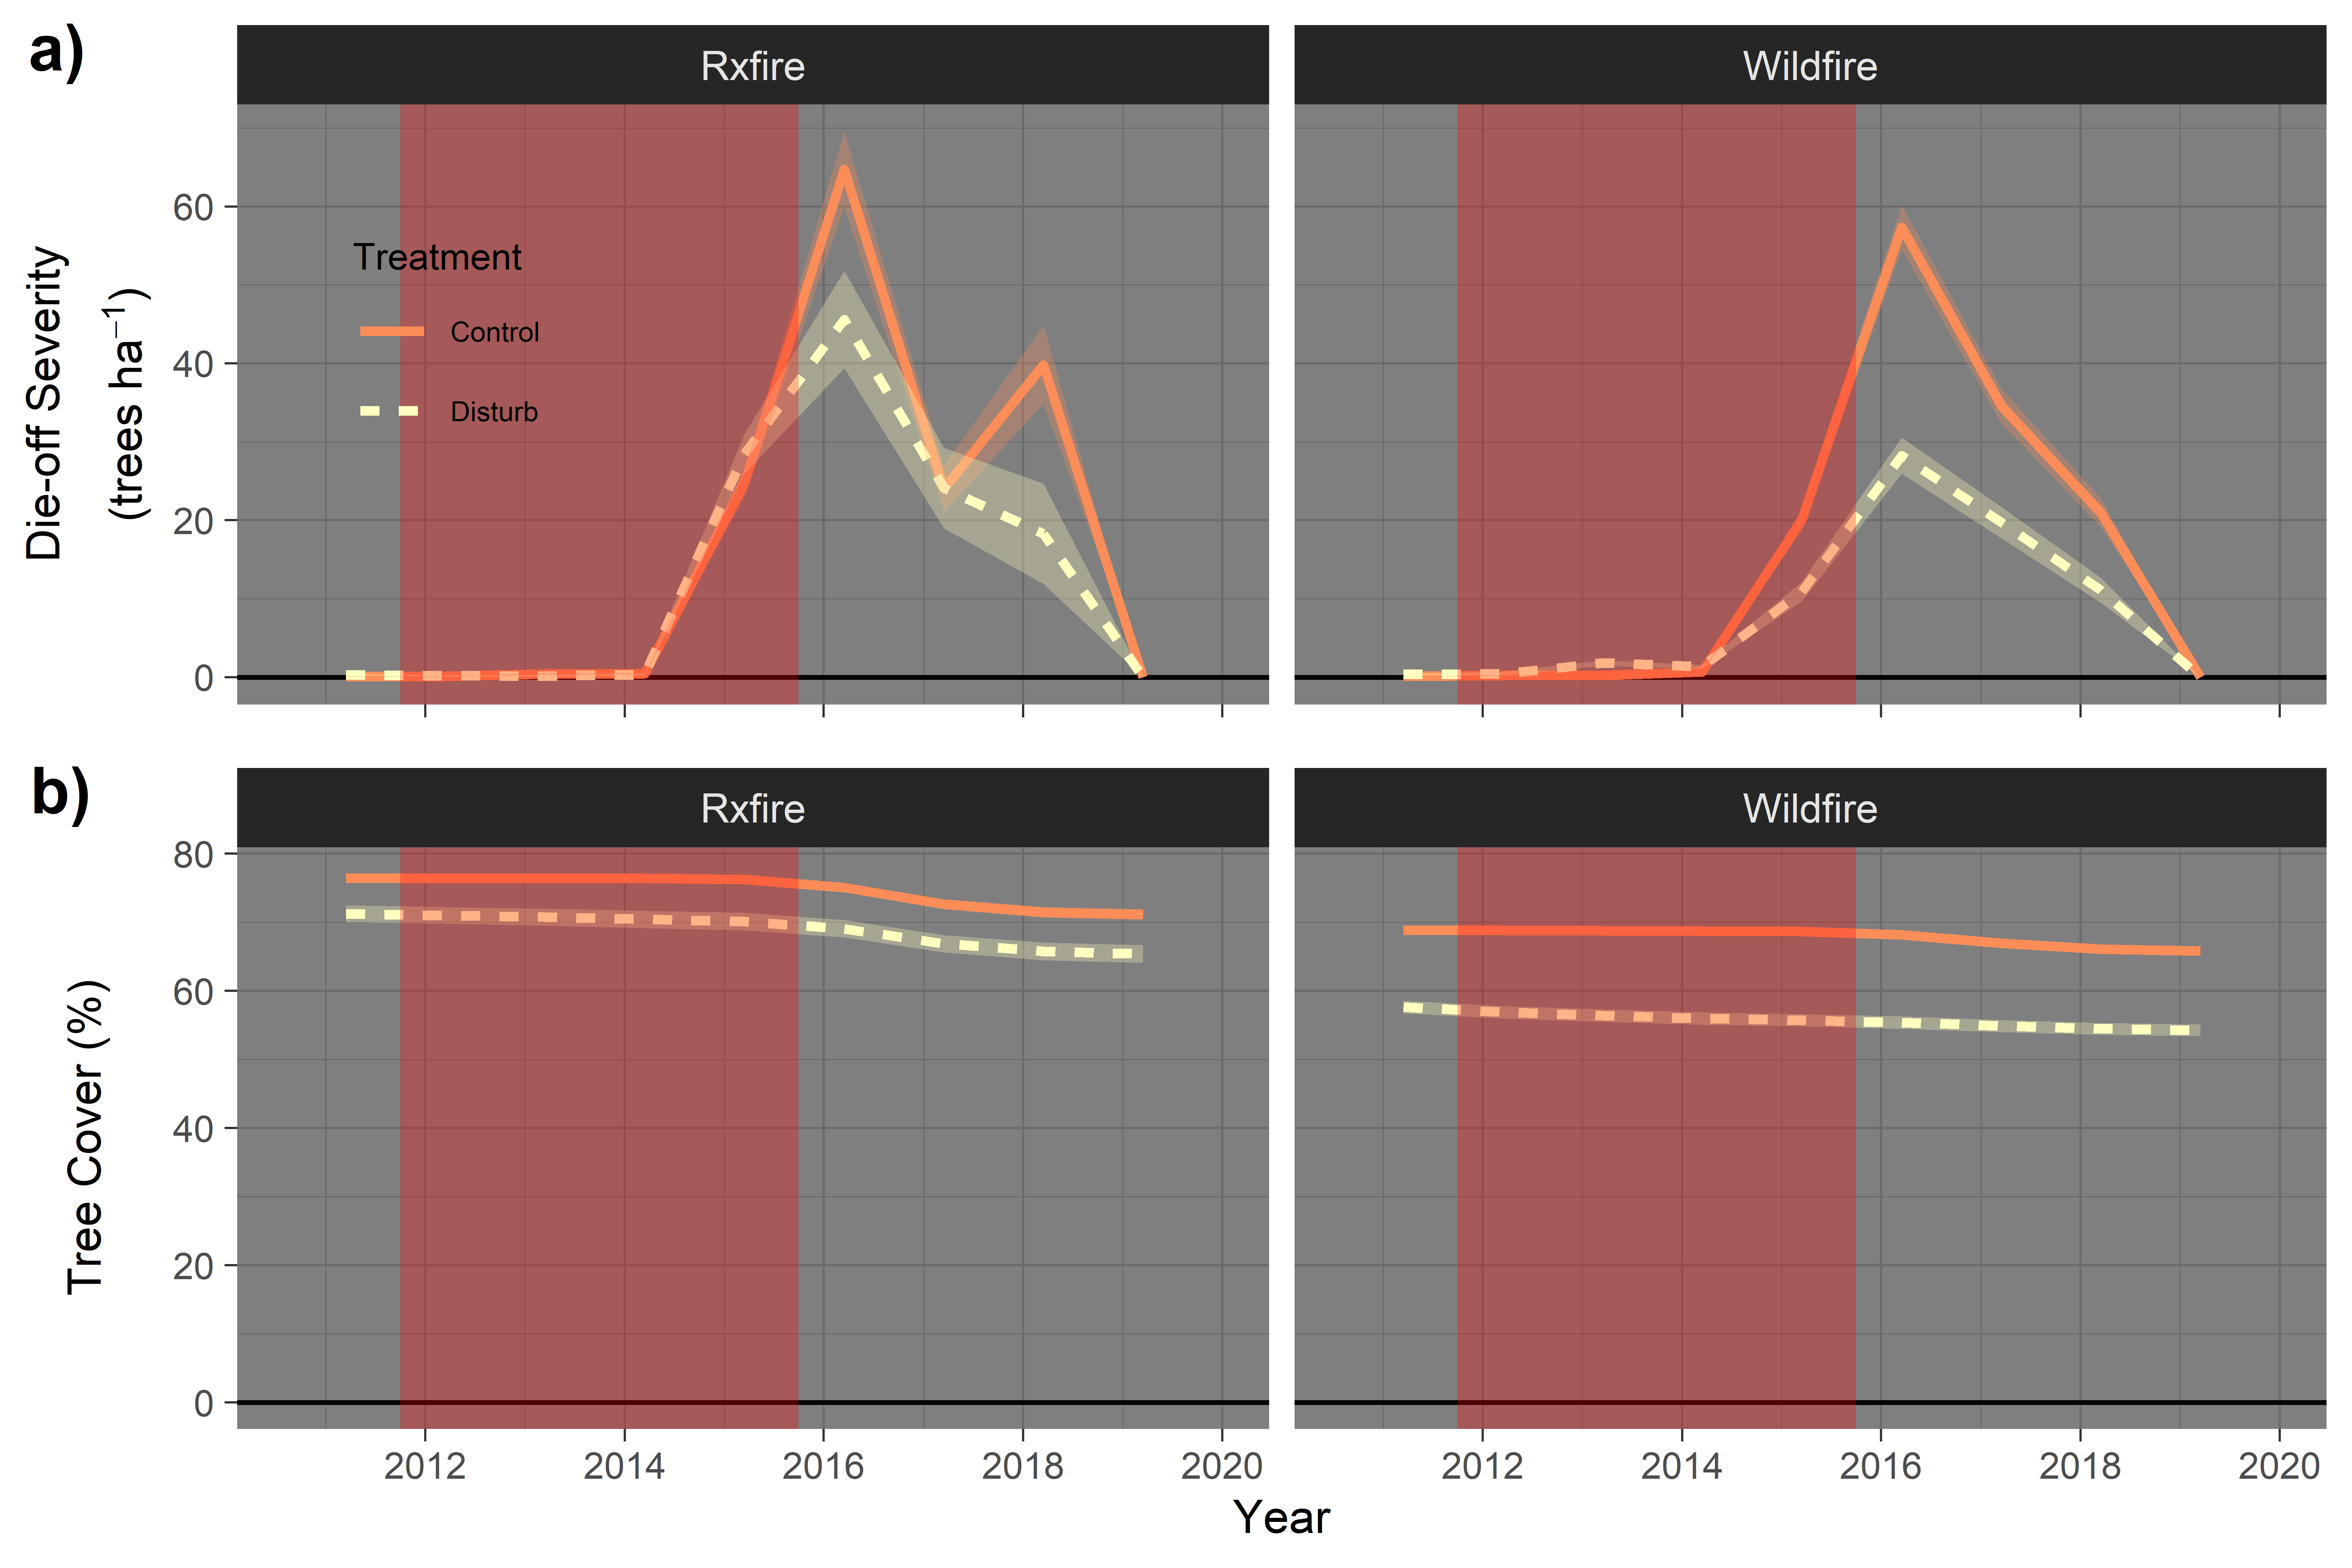 a)
Rxfire
Wildfire
Die-off Severity
(trees ha⁻¹)
60
40
20
0
Treatment
Control
Disturb
b)
Rxfire
Wildfire
Tree Cover (%)
80
60
40
20
0
2012 2014 2016 2018 2020
2012 2014 2016 2018 2020
Year